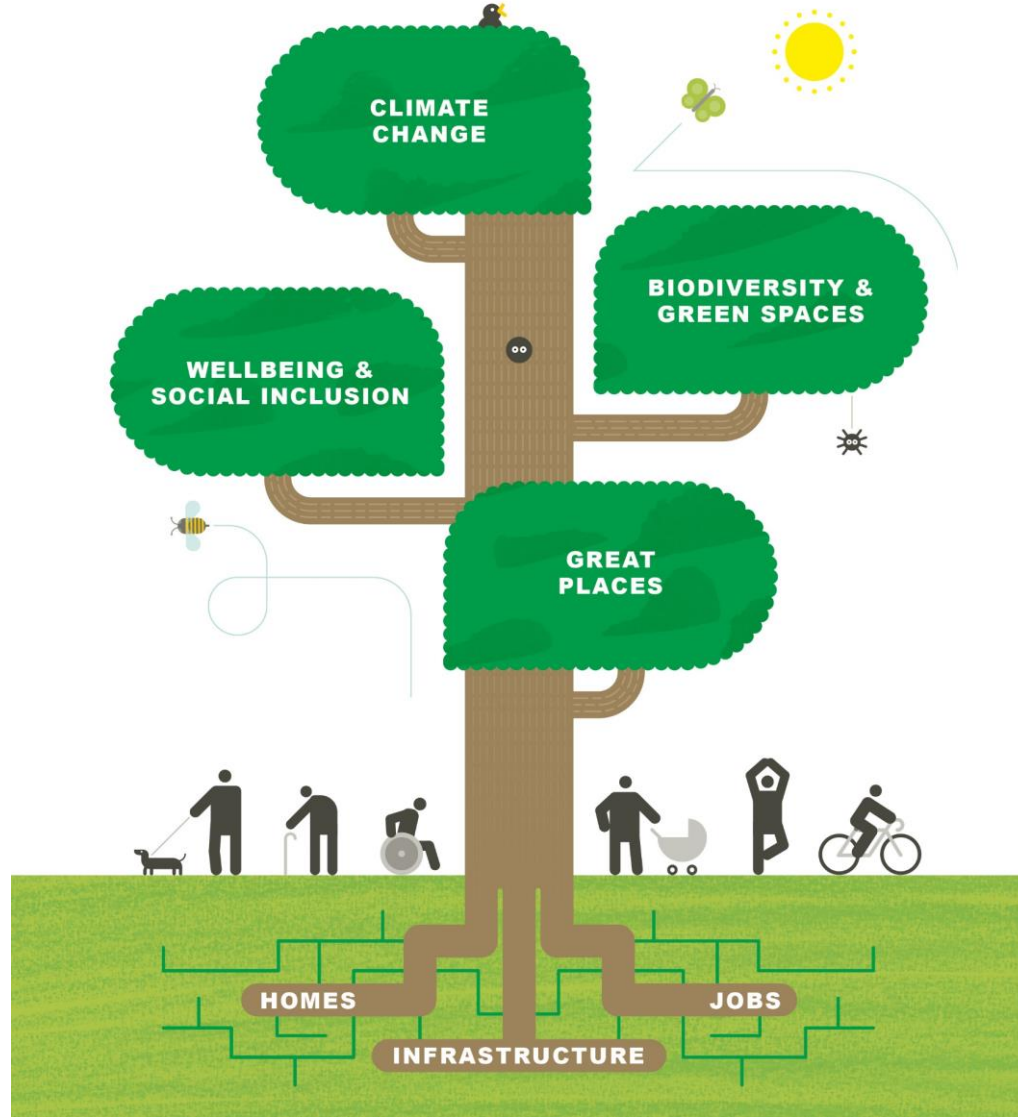 CLIMATE
CHANGE
BIODIVERSITY &
GREEN SPACES
WELLBEING &
SOCIAL INCLUSION
GREAT
PLACES
HOMES
JOBS
INFRASTRUCTURE